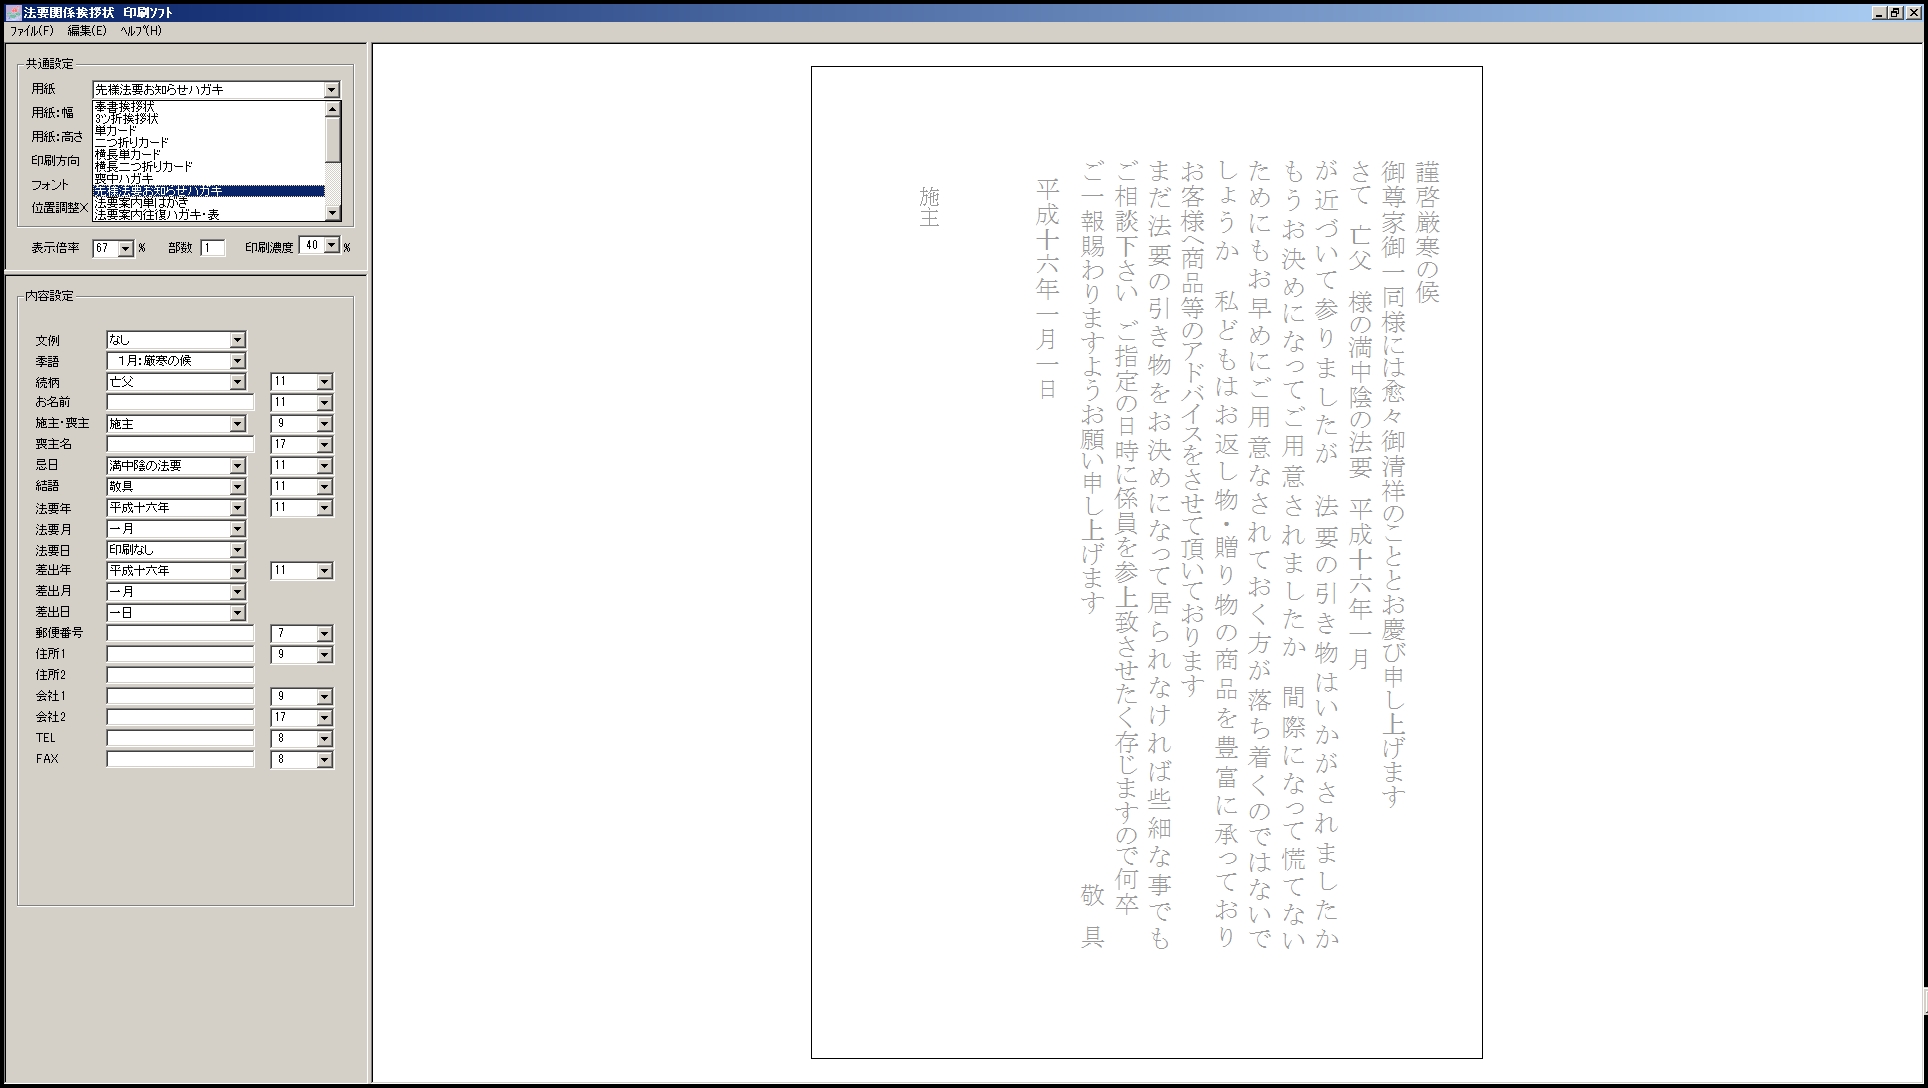 法要関係挨拶状 印刷ソフト
ファイル(F) 編集(E) ヘルプ(H)
共通設定
用紙 先様法要お知らせハガキ
奉書挨拶状
3ツ折挨拶状
単カード
二つ折りカード
横長単カード
横長二つ折りカード
喪中ハガキ
先様法要お知らせハガキ
法要案内単はがき
法要案内往復ハガキ・表
用紙:幅
用紙:高さ
印刷方向
フォント
位置調整X
表示倍率 67 % 部数 1 印刷濃度 40 %
内容設定
文例 なし
季語 1月:厳寒の候
続柄 亡父 11
お名前 11
施主・喪主 施主 9
喪主名 17
忌日 満中陰の法要 11
結語 敬具 11
法要年 平成十六年 11
法要月 一月
法要日 印刷なし
差出年 平成十六年 11
差出月 一月
差出日 一日
郵便番号 7
住所1 9
住所2
会社1 9
会社2 17
TEL 8
FAX 8
謹啓厳寒の候
御尊家御一同様には愈々御清祥のこととお慶び申し上げます
さて 亡父 様の満中陰の法要 平成十六年一月
が近づいて参りましたが 法要の引き物はいかがされましたか
もうお決めになってご用意されましたか 間際になって慌てない
ためにもお早めにご用意なされておく方が落ち着くのではないで
しょうか 私どもはお返し物・贈り物の商品を豊富に承っており
お客様へ商品等のアドバイスをさせて頂いております
まだ法要の引き物をお決めになって居られなければ些細な事でも
ご相談下さい ご指定の日時に係員を参上致させたく存じますので何卒
ご一報賜わりますようお願い申し上げます 敬具
平成十六年一月一日
施主